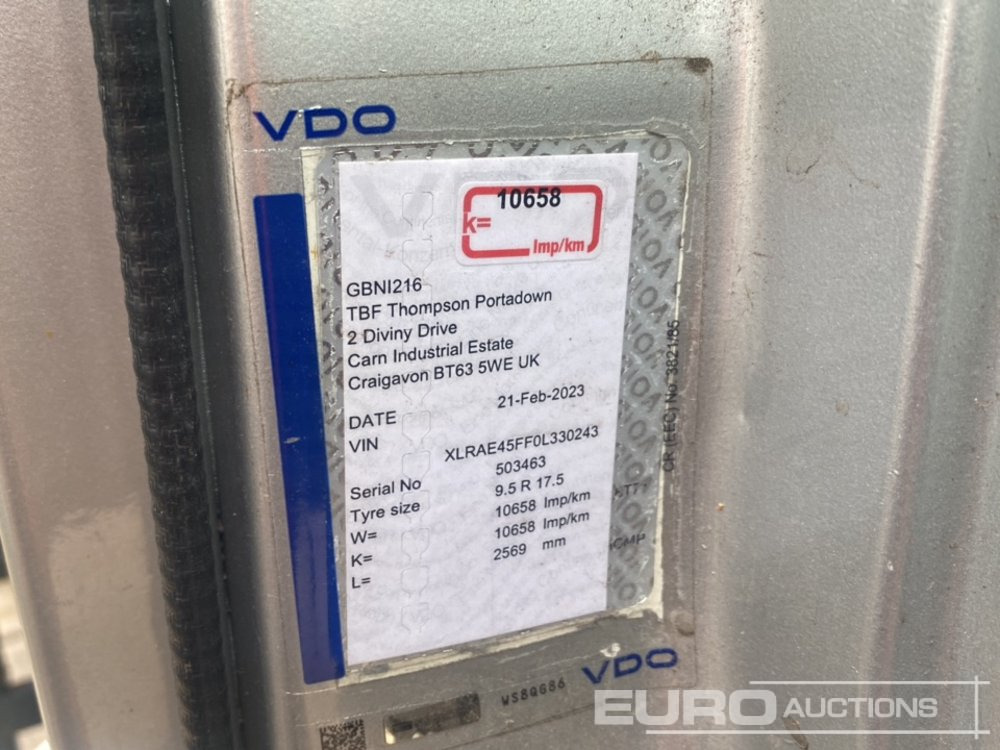 VDO
10658
k=
Imp/km
GBNI216
TBF Thompson Portadown
2 Diviny Drive
Carn Industrial Estate
Craigavon BT63 5WE UK
DATE 21-Feb-2023
VIN XLRAE45FF0L330243
Serial No 503463
Tyre size 9.5 R 17.5
W= 10658 Imp/km
K= 10658 Imp/km
L= 2569 mm
CR (EEC) No. 3821/85
VDO
WS8QG86
EURO AUCTIONS